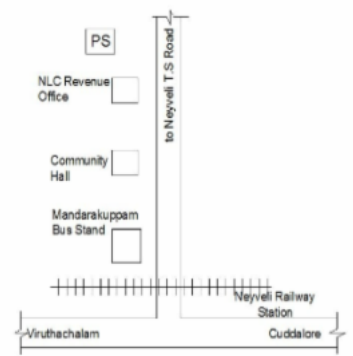 PS
to Neyveli T.S Road
NLC Revenue
Office
Community
Hall
Mandarakuppam
Bus Stand
Neyveli Railway
Station
Viruthachalam
Cuddalore